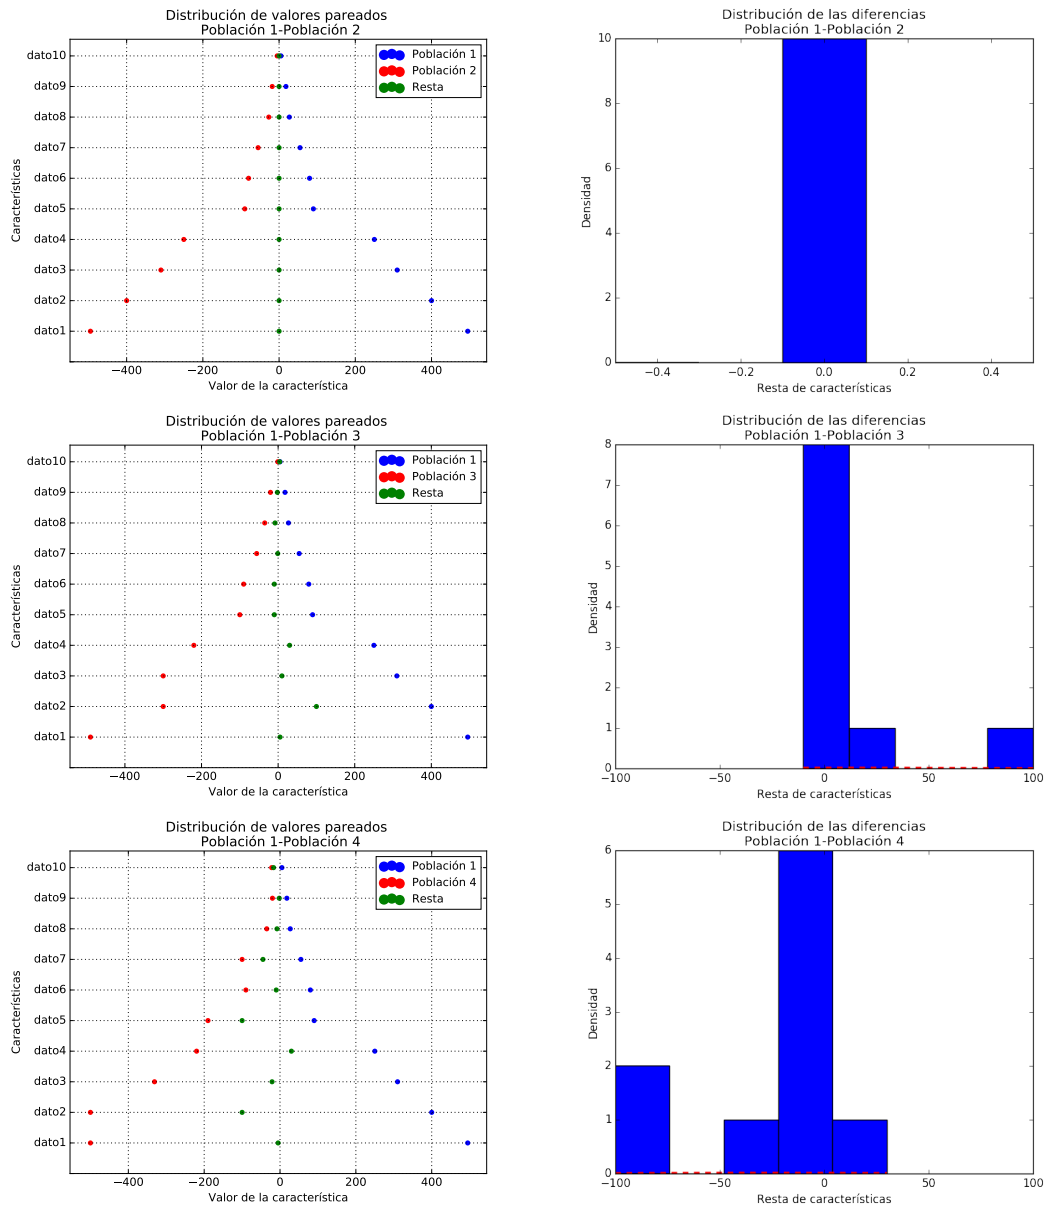 Distribución de valores pareados
Población 1-Población 2
Características
dato10
dato9
dato8
dato7
dato6
dato5
dato4
dato3
dato2
dato1
Población 1
Población 2
Resta
−400 −200 0 200 400
Valor de la característica
Distribución de las diferencias
Población 1-Población 2
Densidad
10
8
6
4
2
0
−0.4 −0.2 0.0 0.2 0.4
Resta de características
Distribución de valores pareados
Población 1-Población 3
Características
dato10
dato9
dato8
dato7
dato6
dato5
dato4
dato3
dato2
dato1
Población 1
Población 3
Resta
−400 −200 0 200 400
Valor de la característica
Distribución de las diferencias
Población 1-Población 3
Densidad
8
7
6
5
4
3
2
1
0
−100 −50 0 50 100
Resta de características
Distribución de valores pareados
Población 1-Población 4
Características
dato10
dato9
dato8
dato7
dato6
dato5
dato4
dato3
dato2
dato1
Población 1
Población 4
Resta
−400 −200 0 200 400
Valor de la característica
Distribución de las diferencias
Población 1-Población 4
Densidad
6
5
4
3
2
1
0
−100 −50 0 50 100
Resta de características